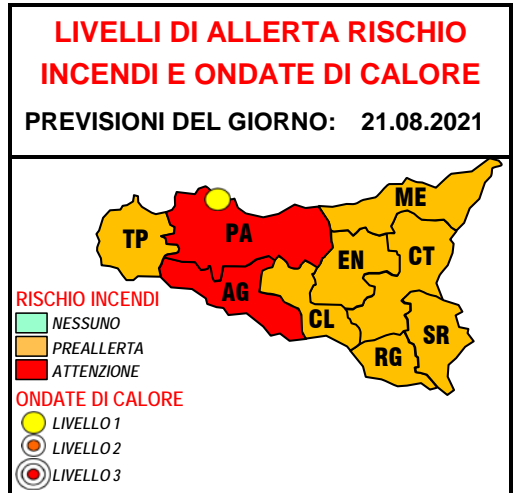 LIVELLI DI ALLERTA RISCHIO
INCENDI E ONDATE DI CALORE
PREVISIONI DEL GIORNO: 21.08.2021
ME
TP
PA
EN
CT
AG
CL
SR
RG
RISCHIO INCENDI
NESSUNO
PREALLERTA
ATTENZIONE
ONDATE DI CALORE
LIVELLO 1
LIVELLO 2
LIVELLO 3